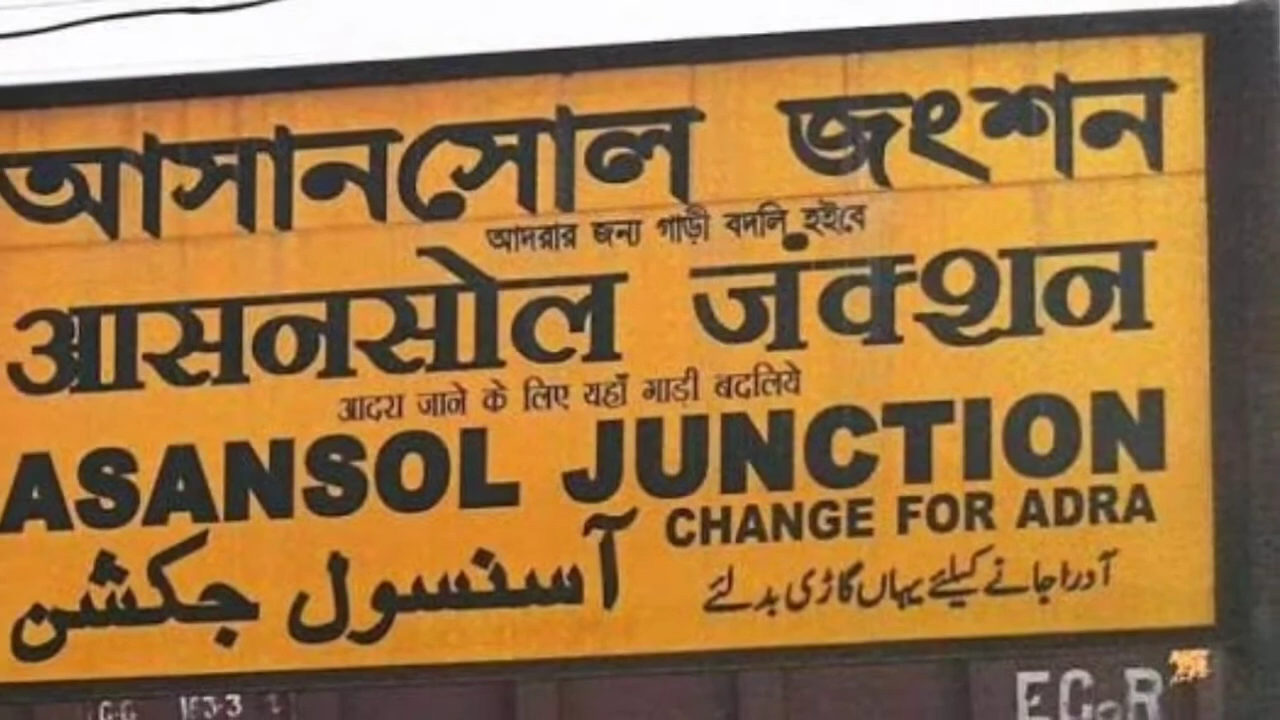 আসানসোল জংশন
আদরার জন্য গাড়ী বদলি হইবে
आसनसोल जंक्शन
आदरा जाने के लिए यहाँ गाड़ी बदलिये
ASANSOL JUNCTION
CHANGE FOR ADRA
آسنسول جکشن
آدرا جانے کیلئے یہاں گاڑی بدلئے
ECoR